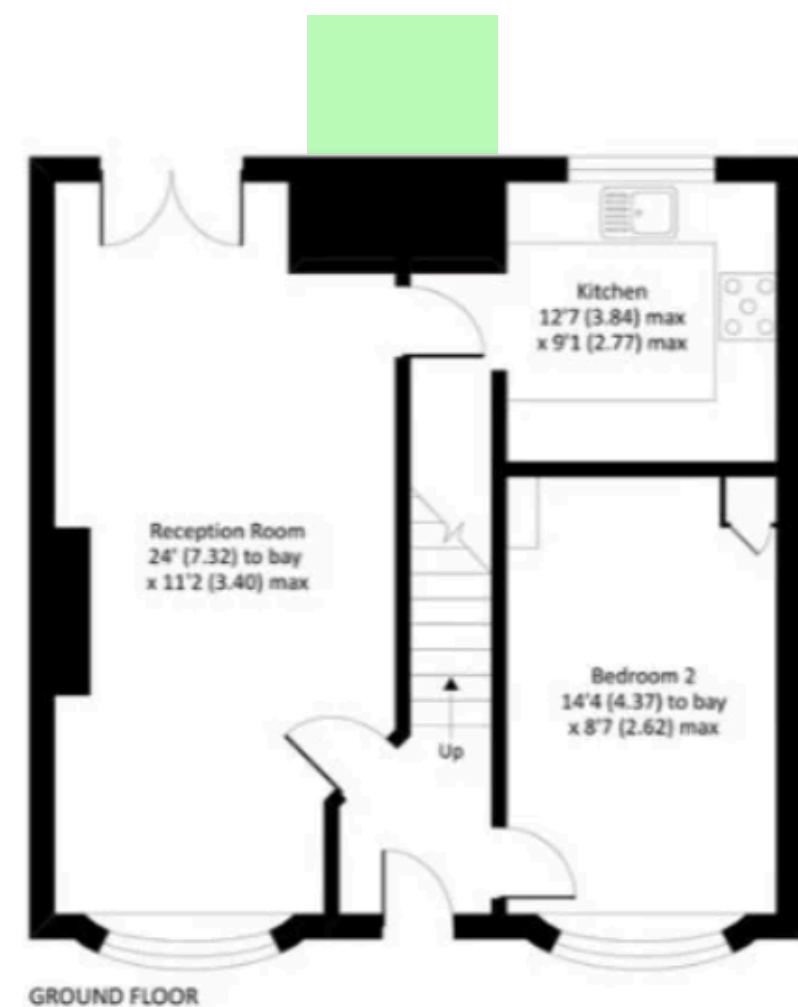 Kitchen
12'7 (3.84) max
x 9'1 (2.77) max
Reception Room
24' (7.32) to bay
x 11'2 (3.40) max
Bedroom 2
14'4 (4.37) to bay
x 8'7 (2.62) max
Up
GROUND FLOOR